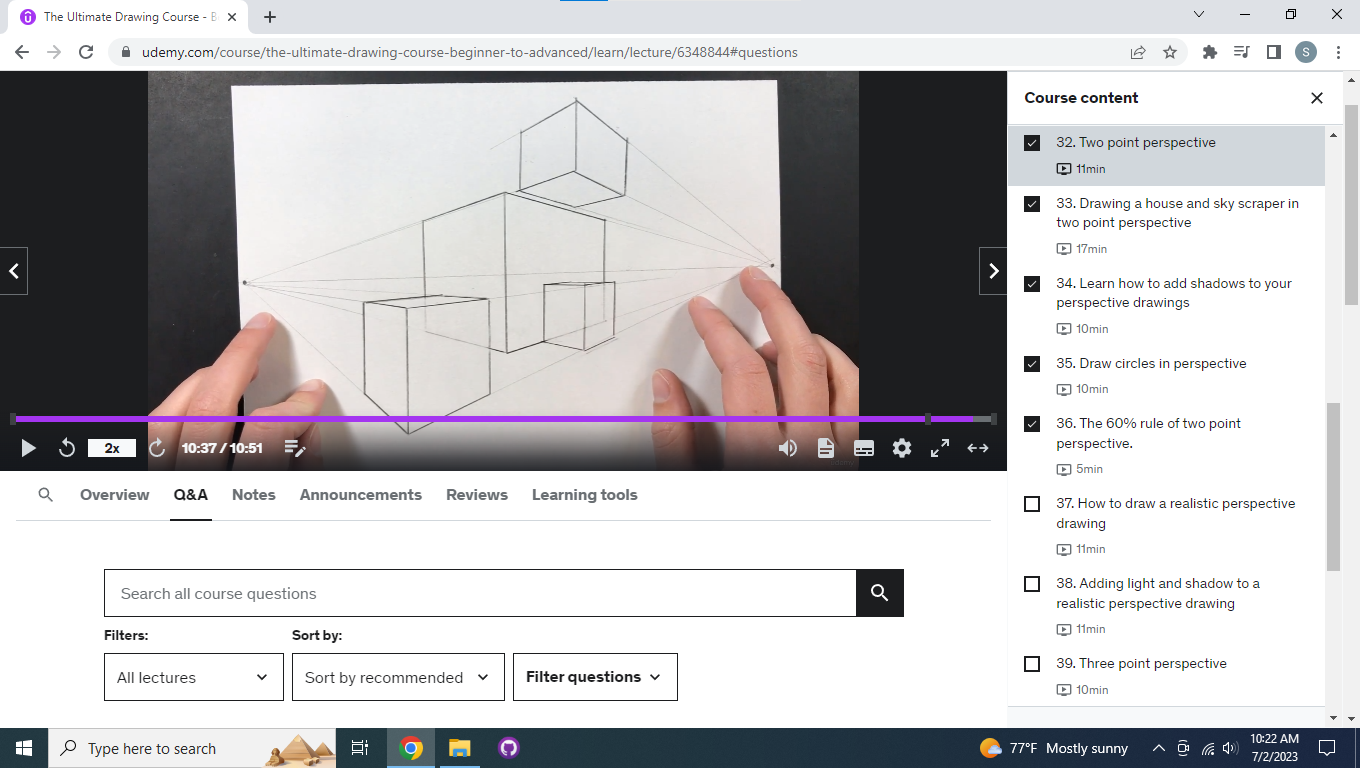 The Ultimate Drawing Course - B
udemy.com/course/the-ultimate-drawing-course-beginner-to-advanced/learn/lecture/6348844#questions
S
2x
10:37 / 10:51
Overview
Q&A
Notes
Announcements
Reviews
Learning tools
Search all course questions
Filters:
Sort by:
All lectures
Sort by recommended
Filter questions
Course content
32. Two point perspective
11min
33. Drawing a house and sky scraper in
two point perspective
17min
34. Learn how to add shadows to your
perspective drawings
10min
35. Draw circles in perspective
10min
36. The 60% rule of two point
perspective.
5min
37. How to draw a realistic perspective
drawing
11min
38. Adding light and shadow to a
realistic perspective drawing
11min
39. Three point perspective
10min
Type here to search
77°F Mostly sunny
10:22 AM
7/2/2023